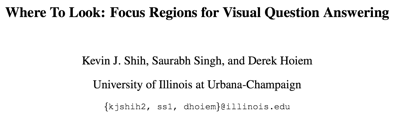 Where To Look: Focus Regions for Visual Question Answering
Kevin J. Shih, Saurabh Singh, and Derek Hoiem
University of Illinois at Urbana-Champaign
{kjshih2, ss1, dhoiem}@illinois.edu